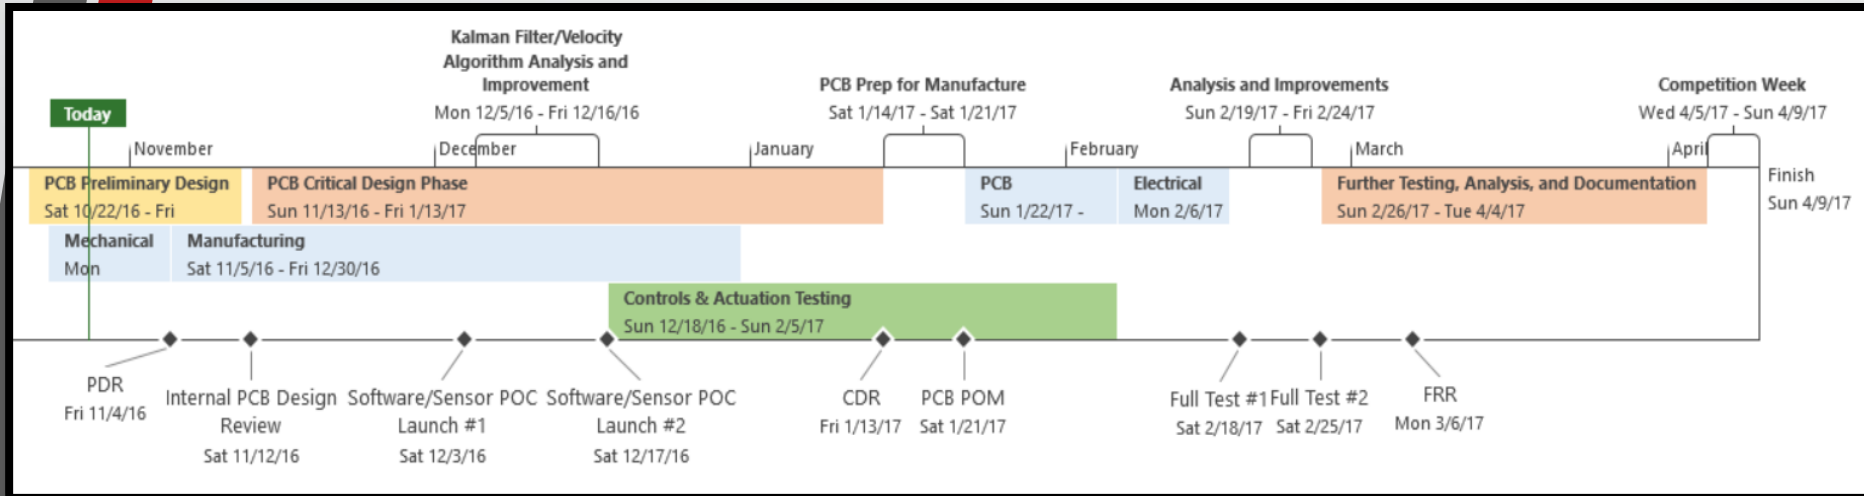 Kalman Filter/Velocity
Algorithm Analysis and
Improvement
Mon 12/5/16 - Fri 12/16/16
PCB Prep for Manufacture
Sat 1/14/17 - Sat 1/21/17
Analysis and Improvements
Sun 2/19/17 - Fri 2/24/17
Competition Week
Wed 4/5/17 - Sun 4/9/17
Today
November
December
January
February
March
April
PCB Preliminary Design
Sat 10/22/16 - Fri
PCB Critical Design Phase
Sun 11/13/16 - Fri 1/13/17
PCB
Sun 1/22/17 -
Electrical
Mon 2/6/17
Further Testing, Analysis, and Documentation
Sun 2/26/17 - Tue 4/4/17
Finish
Sun 4/9/17
Mechanical
Mon
Manufacturing
Sat 11/5/16 - Fri 12/30/16
Controls & Actuation Testing
Sun 12/18/16 - Sun 2/5/17
PDR
Fri 11/4/16
Internal PCB Design
Review
Sat 11/12/16
Software/Sensor POC
Launch #1
Sat 12/3/16
Software/Sensor POC
Launch #2
Sat 12/17/16
CDR
Fri 1/13/17
PCB POM
Sat 1/21/17
Full Test #1
Sat 2/18/17
Full Test #2
Sat 2/25/17
FRR
Mon 3/6/17